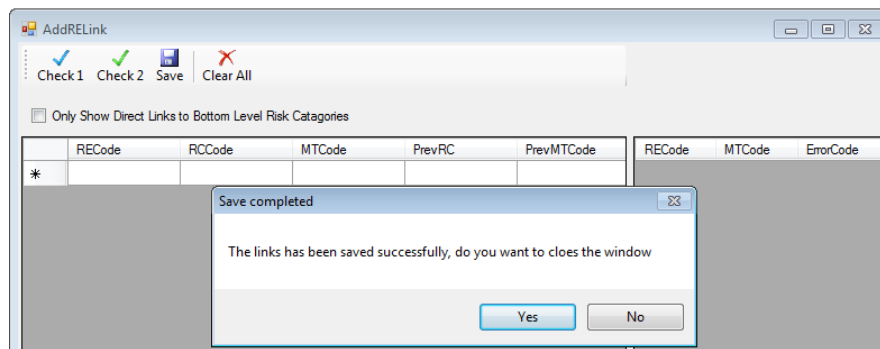 AddRELink
Check 1 Check 2 Save Clear All
Only Show Direct Links to Bottom Level Risk Catagories
RECode RCCode MTCode PrevRC PrevMTCode RECode MTCode ErrorCode
Save completed
The links has been saved successfully, do you want to cloes the window
Yes No